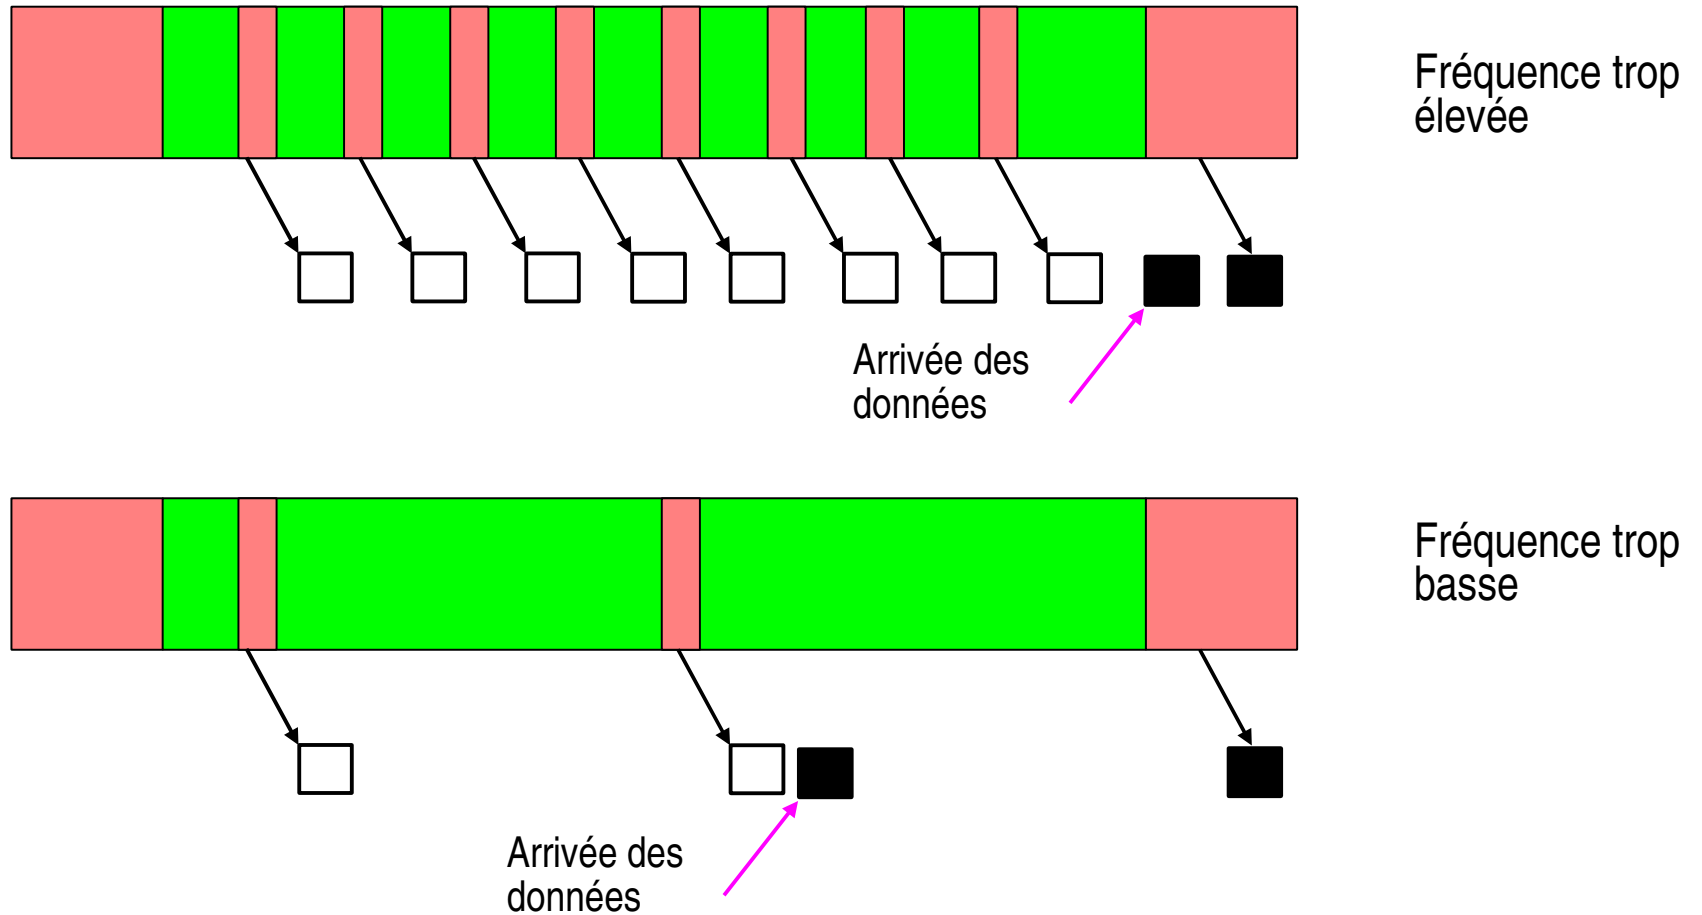 Fréquence trop
élevée
Arrivée des
données
Fréquence trop
basse
Arrivée des
données